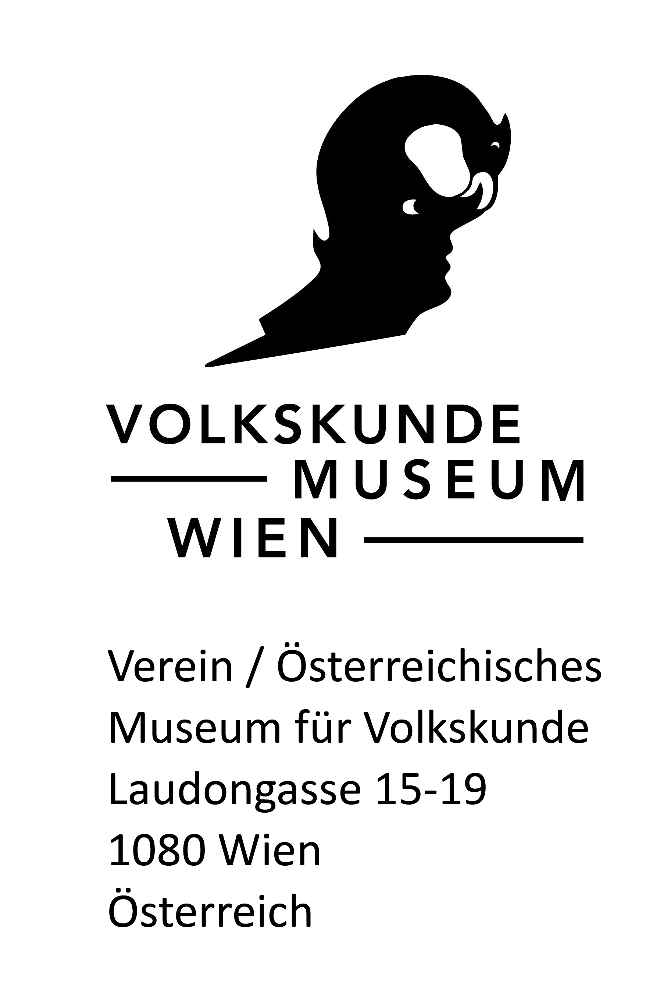 VOLKSKUNDE
MUSEUM
WIEN
Verein / Österreichisches
Museum für Volkskunde
Laudongasse 15-19
1080 Wien
Österreich